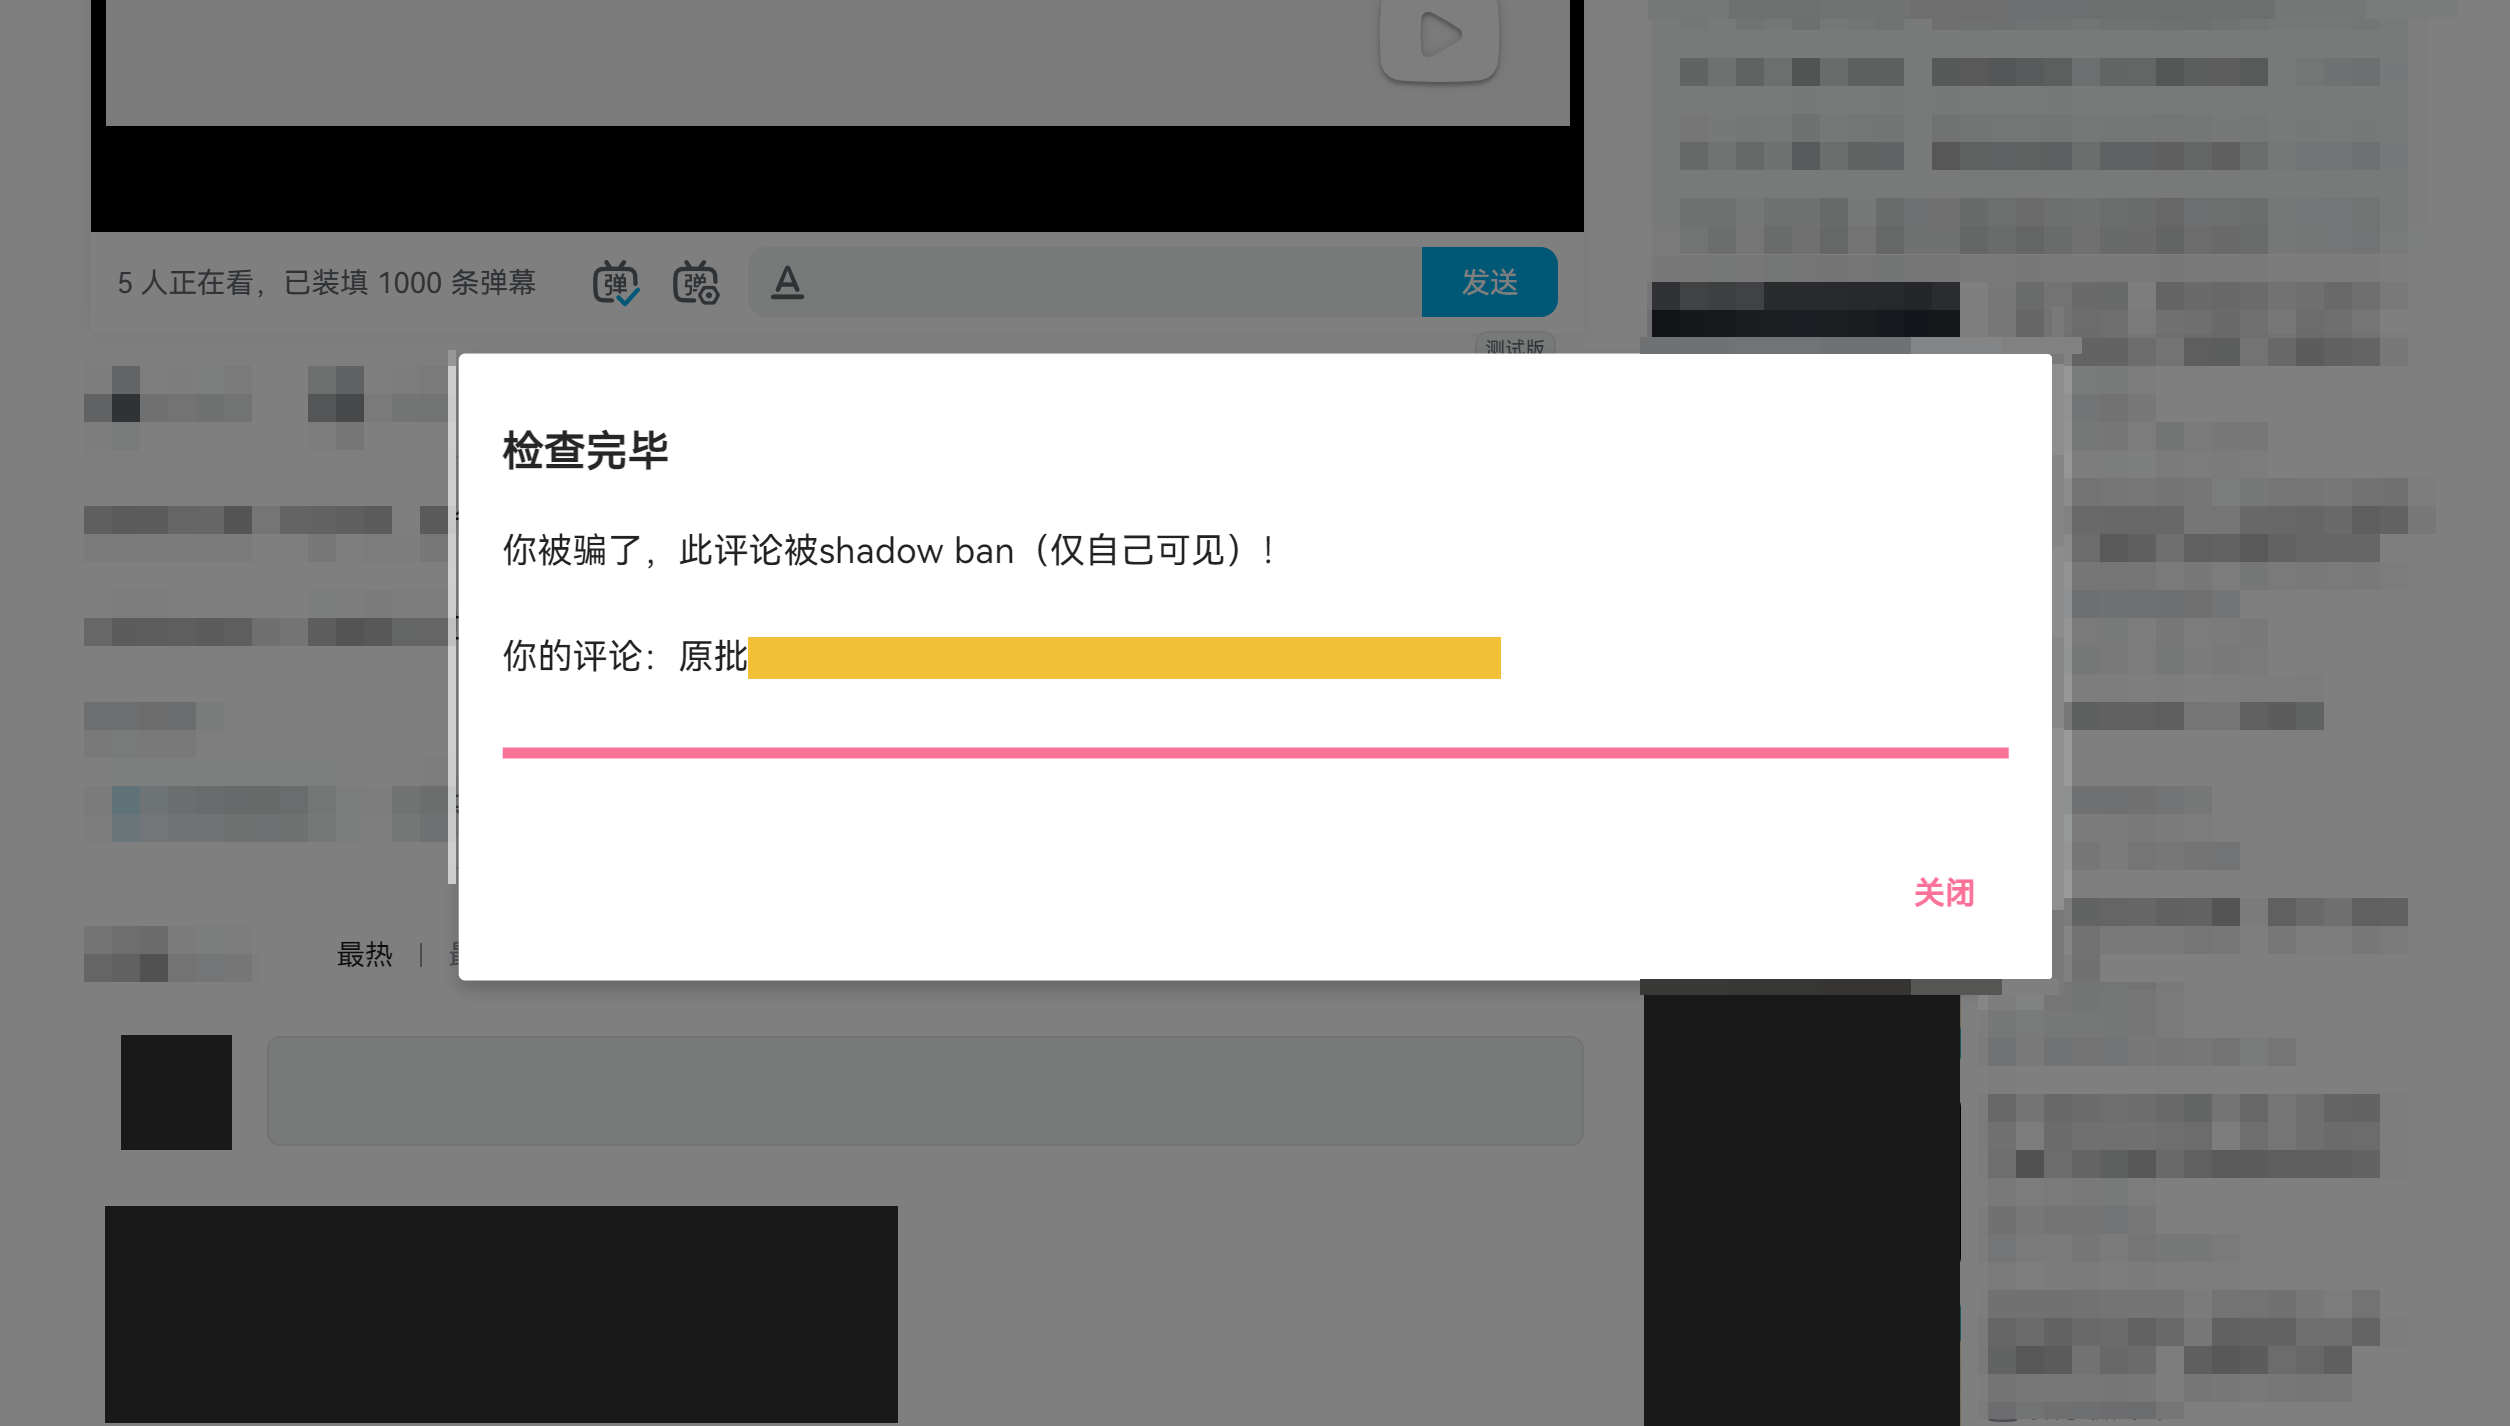 5 人正在看，已装填 1000 条弹幕
弹
弹
A
发送
测试版
检查完毕
你被骗了，此评论被shadow ban（仅自己可见）！
你的评论：原批
关闭
最热 |